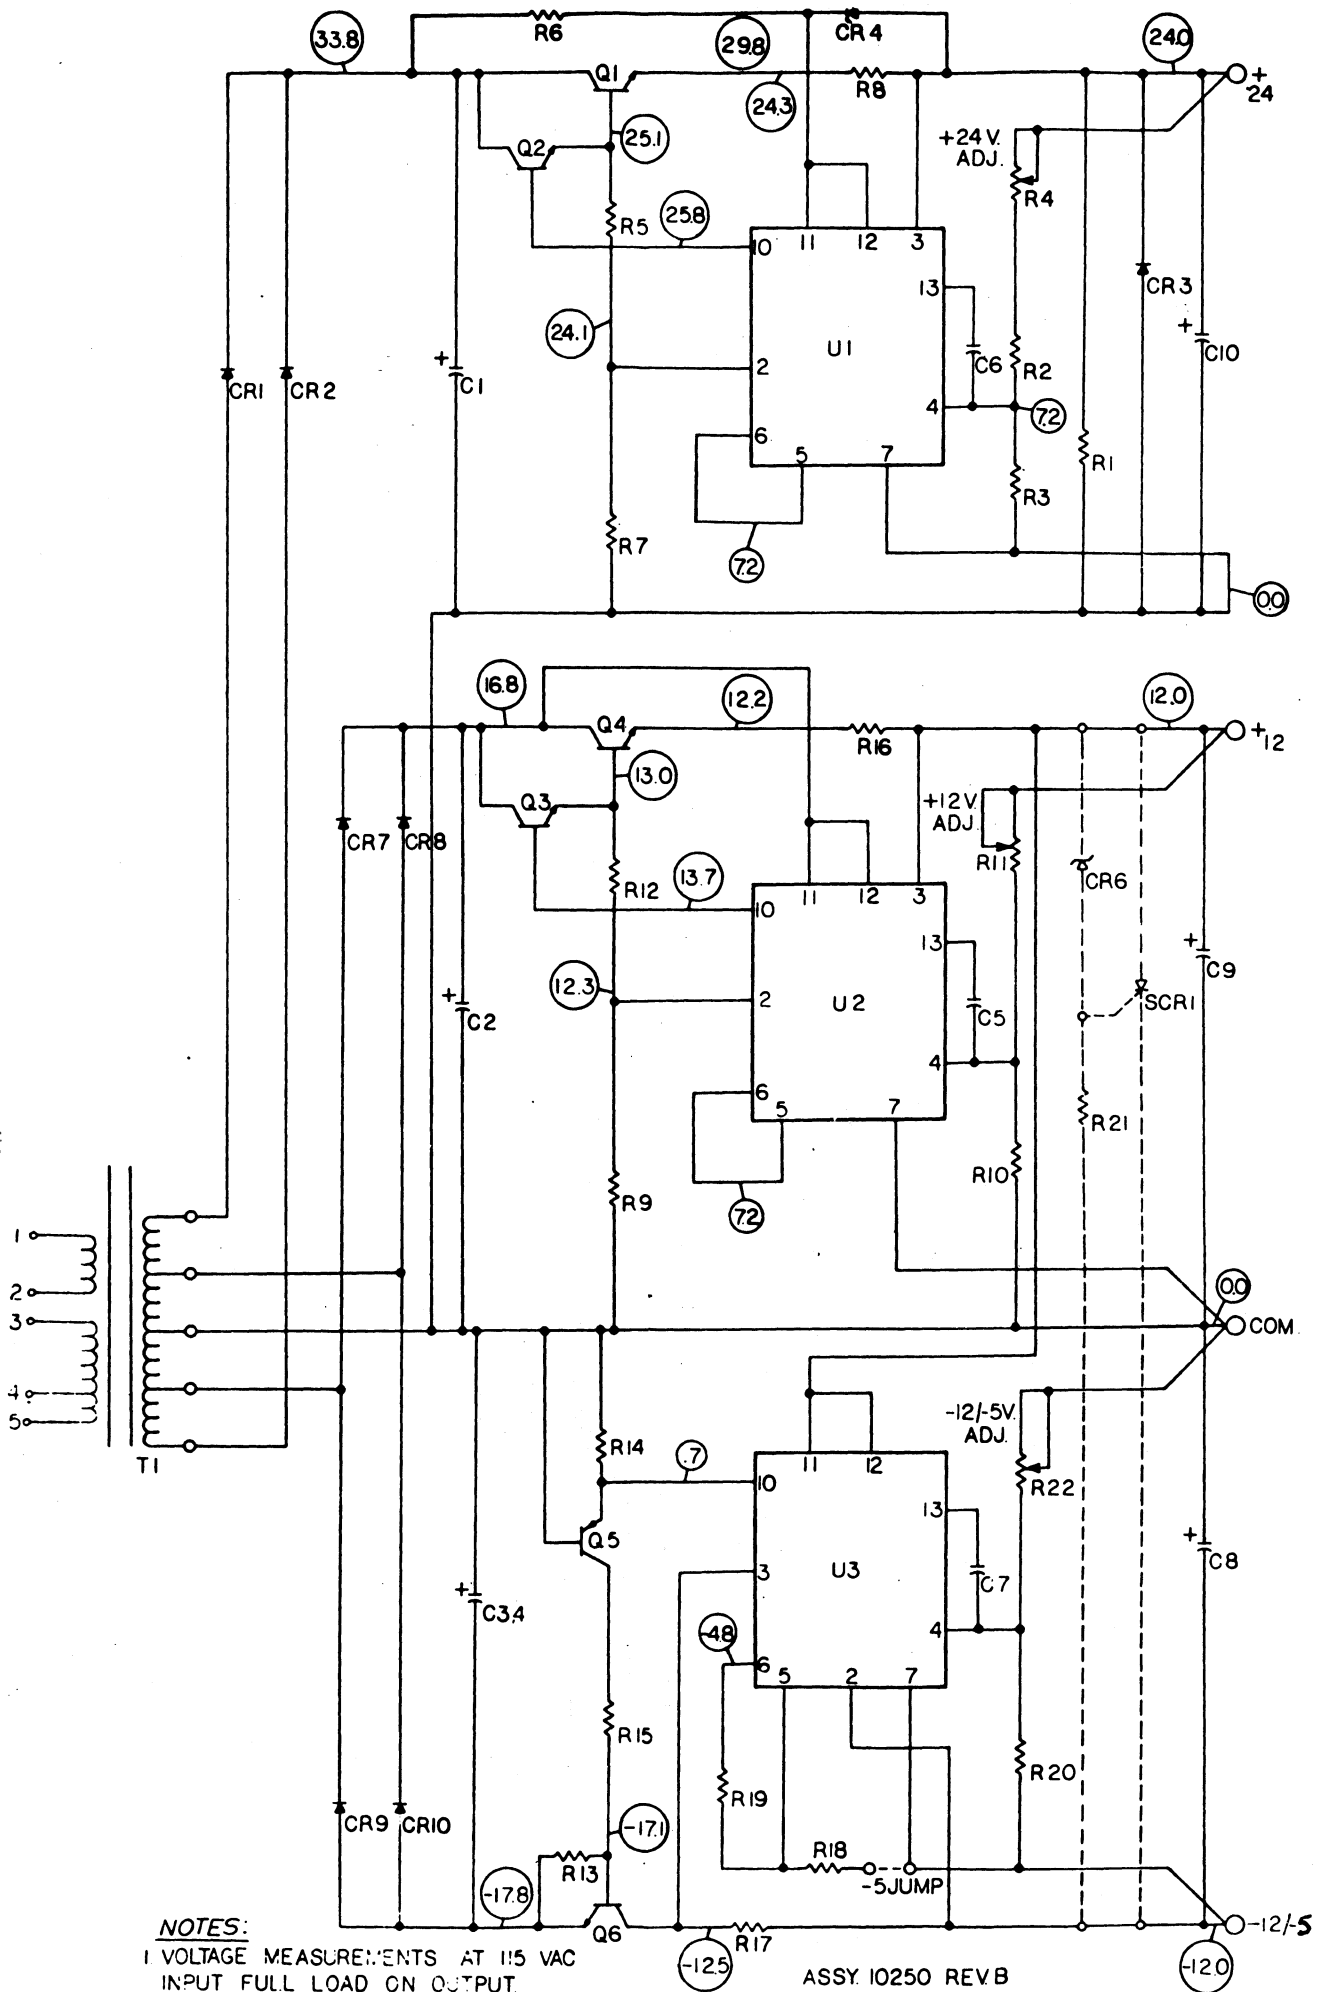 33.8
R6
29.8
CR 4
24.0
Q1
24.3
R8
+
24
25.1
Q2
+24 V.
ADJ.
R4
R5
25.8
10
11
12
3
13
CR 3
24.1
U1
+
C1
CR1
CR 2
2
C6
R2
+
C10
4
7.2
6
5
7
R3
R1
R7
7.2
0.0
16.8
Q4
12.2
R16
12.0
+12
13.0
Q3
+12 V.
ADJ.
R11
CR7
CR8
R12
13.7
CR6
10
11
12
3
13
+
C9
12.3
+
C2
2
U2
C5
SCR1
4
6
5
7
R21
R9
R10
7.2
1
2
3
4
5
T1
0.0
COM.
-12/-5V.
ADJ.
R14
.7
10
11
12
R22
13
Q5
3
U3
C7
+
C8
+
C3,4
-4.8
4
6
5
2
7
R15
R19
R20
CR9
CR10
-17.1
R13
R18
-5JUMP
-17.8
Q6
-12.5
R17
-12/-5
-12.0
NOTES:
1. VOLTAGE MEASUREMENTS AT 115 VAC
INPUT FULL LOAD ON OUTPUT.
ASSY. 10250 REV. B